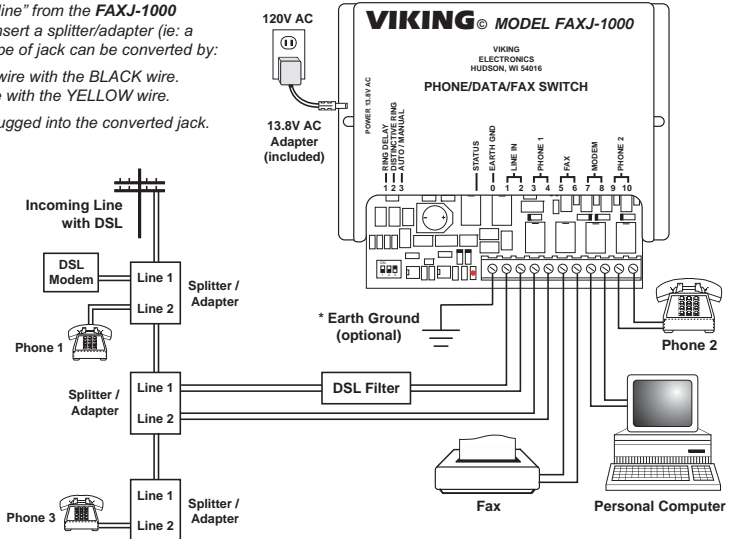 line" from the FAXJ-1000
nsert a splitter/adapter (ie: a
pe of jack can be converted by:
wire with the BLACK wire.
e with the YELLOW wire.
ugged into the converted jack.
120V AC
13.8V AC
Adapter
(included)
VIKING© MODEL FAXJ-1000
VIKING
ELECTRONICS
HUDSON, WI 54016
PHONE/DATA/FAX SWITCH
POWER 13.8V AC
RING DELAY
DISTINCTIVE RING
AUTO / MANUAL
1 2 3
STATUS
EARTH GND
LINE IN
PHONE 1
FAX
MODEM
PHONE 2
0 1 2 3 4 5 6 7 8 9 10
Incoming Line
with DSL
DSL
Modem
Line 1
Line 2
Splitter /
Adapter
Phone 1
* Earth Ground
(optional)
Phone 2
Splitter /
Adapter
Line 1
Line 2
DSL Filter
Fax
Personal Computer
Phone 3
Line 1
Line 2
Splitter /
Adapter